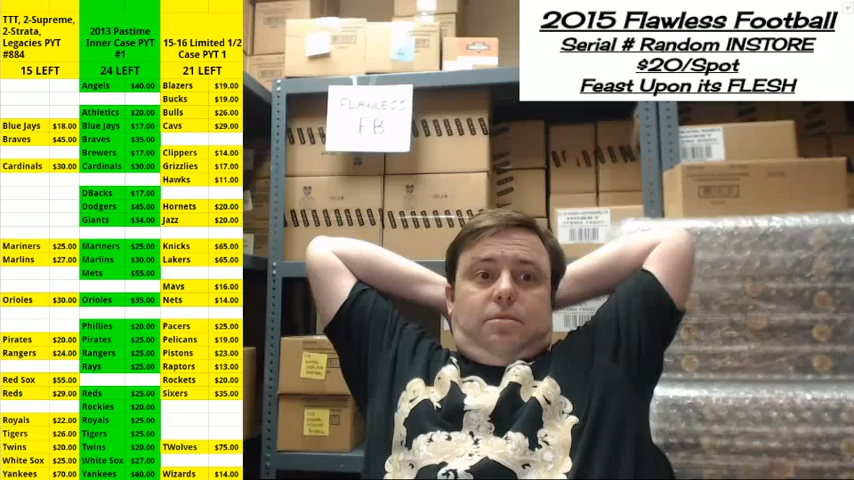 TTT, 2-Supreme,
2-Strata,
Legacies PYT
#884
15 LEFT
Blue Jays $18.00
Braves $45.00
Cardinals $30.00
Mariners $25.00
Marlins $27.00
Orioles $30.00
Pirates $20.00
Rangers $24.00
Red Sox $55.00
Reds $29.00
Royals $22.00
Tigers $26.00
Twins $20.00
White Sox $25.00
Yankees $70.00
2013 Pastime
Inner Case PYT
#1
24 LEFT
Angels $40.00
Athletics $20.00
Blue Jays $17.00
Braves $35.00
Brewers $17.00
Cardinals $30.00
DBacks $17.00
Dodgers $45.00
Giants $34.00
Mariners $25.00
Marlins $30.00
Mets $55.00
Orioles $35.00
Phillies $20.00
Pirates $25.00
Rangers $25.00
Rays $25.00
Reds $25.00
Rockies $20.00
Royals $25.00
Tigers $25.00
Twins $20.00
White Sox $27.00
Yankees $60.00
15-16 Limited 1/2
Case PYT 1
21 LEFT
Blazers $19.00
Bucks $19.00
Bulls $26.00
Cavs $29.00
Clippers $14.00
Grizzlies $17.00
Hawks $11.00
Hornets $20.00
Jazz $20.00
Knicks $65.00
Lakers $65.00
Mavs $16.00
Nets $14.00
Pacers $25.00
Pelicans $19.00
Pistons $23.00
Raptors $13.00
Rockets $20.00
Sixers $35.00
TWolves $75.00
Wizards $14.00
FLAWLESS
FB
2015 Flawless Football
Serial # Random INSTORE
$20/Spot
Feast Upon its FLESH
HOBBY